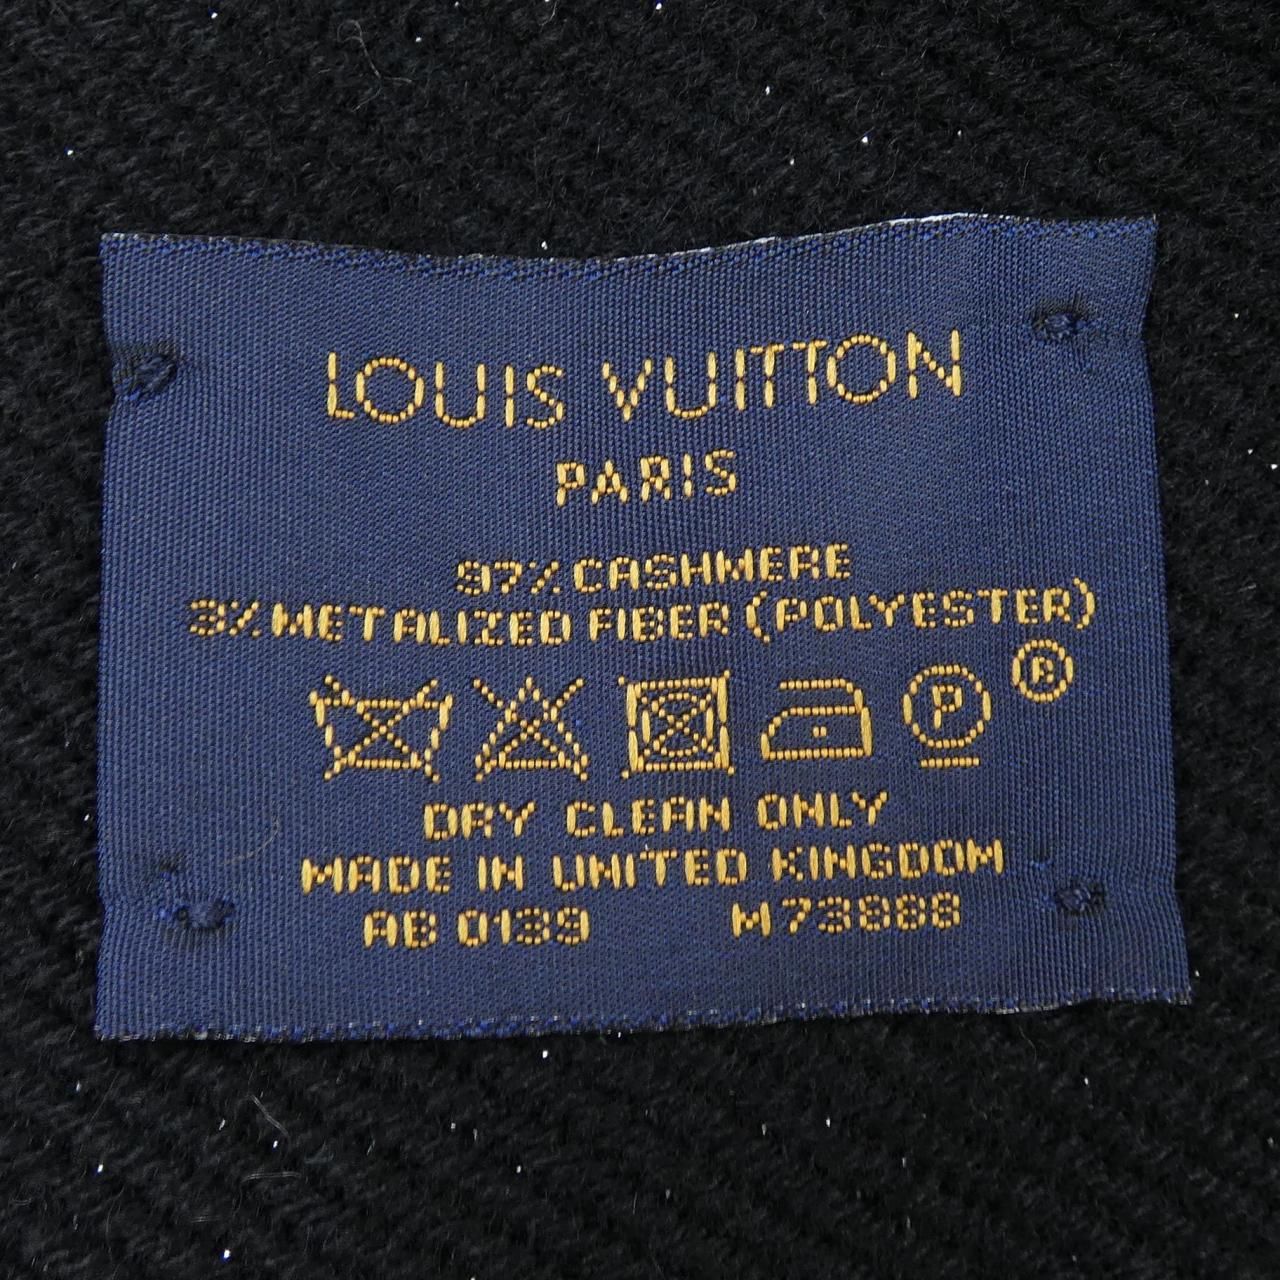 LOUIS VUITTON
PARIS
97% CASHMERE
3% METALIZED FIBER (POLYESTER)
P ®
DRY CLEAN ONLY
MADE IN UNITED KINGDOM
AB 0139 M73888